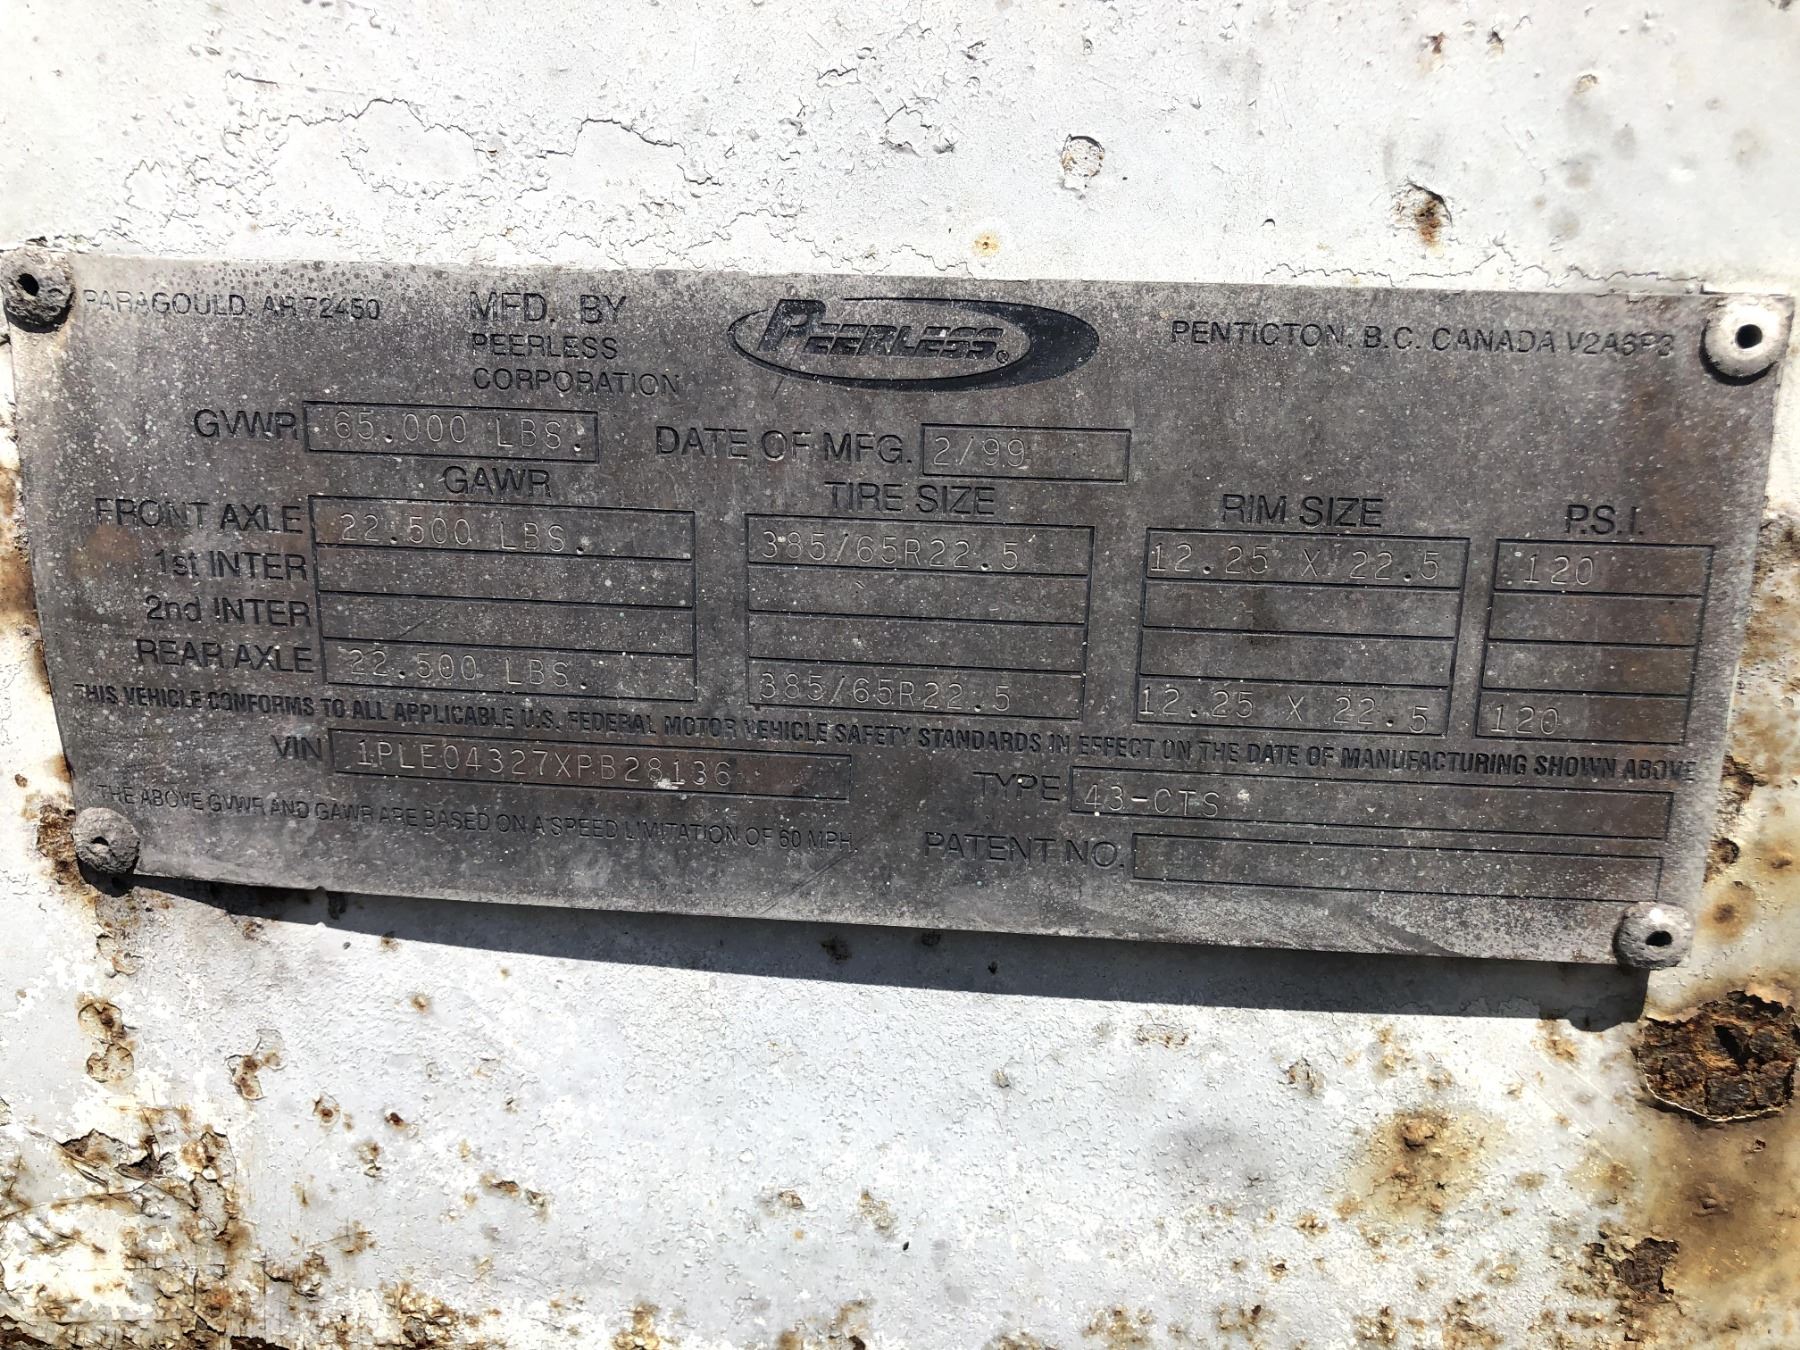 PARAGOULD, AR 72450
MFD. BY
PEERLESS
CORPORATION
PEERLESS ®
PENTICTON, B.C. CANADA V2A6P3
GVWR 65.000 LBS.
DATE OF MFG. 2/99
GAWR TIRE SIZE RIM SIZE P.S.I.
FRONT AXLE 22.500 LBS. 385/65R22.5 12.25 X 22.5 120
1st INTER
2nd INTER
REAR AXLE 22.500 LBS. 385/65R22.5 12.25 X 22.5 120
THIS VEHICLE CONFORMS TO ALL APPLICABLE U.S. FEDERAL MOTOR VEHICLE SAFETY STANDARDS IN EFFECT ON THE DATE OF MANUFACTURING SHOWN ABOVE
VIN 1PLE04327XPB28136
TYPE 43-CTS
THE ABOVE GVWR AND GAWR ARE BASED ON A SPEED LIMITATION OF 60 MPH.
PATENT NO.